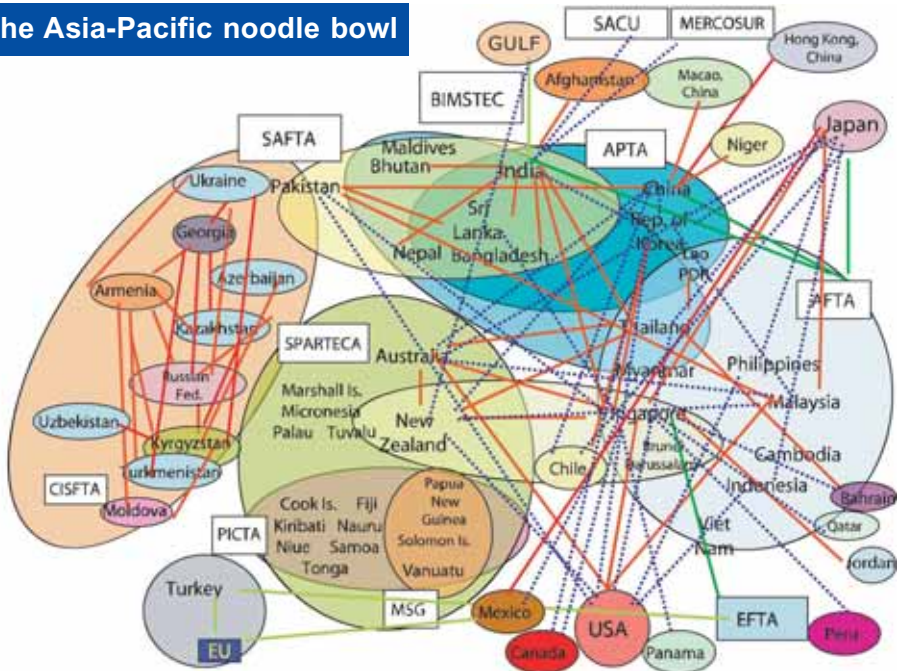 he Asia-Pacific noodle bowl
SACU
MERCOSUR
GULF
Hong Kong,
China
Afghanistan
Macao,
China
BIMSTEC
Japan
SAFTA
Maldives
Bhutan
India
APTA
Niger
Ukraine
Pakistan
China
Sri
Lanka
Rep. of
Korea
Georgia
Nepal
Bangladesh
Lao
PDR
Azerbaijan
Armenia
AFTA
Kazakhstan
Thailand
SPARTECA
Australia
Myanmar
Philippines
Russian
Fed.
Marshall Is.
Micronesia
Palau Tuvalu
New
Zealand
Singapore
Malaysia
Uzbekistan
Kyrgyzstan
Turkmenistan
Chile
Brunei
Darussalam
Cambodia
CISFTA
Moldova
Indonesia
Bahrain
Papua
New
Guinea
Solomon Is.
Vanuatu
Cook Is. Fiji
Kiribati Nauru
Niue Samoa
Tonga
PICTA
Viet
Nam
Qatar
Jordan
Turkey
MSG
Mexico
USA
EFTA
Peru
EU
Canada
Panama